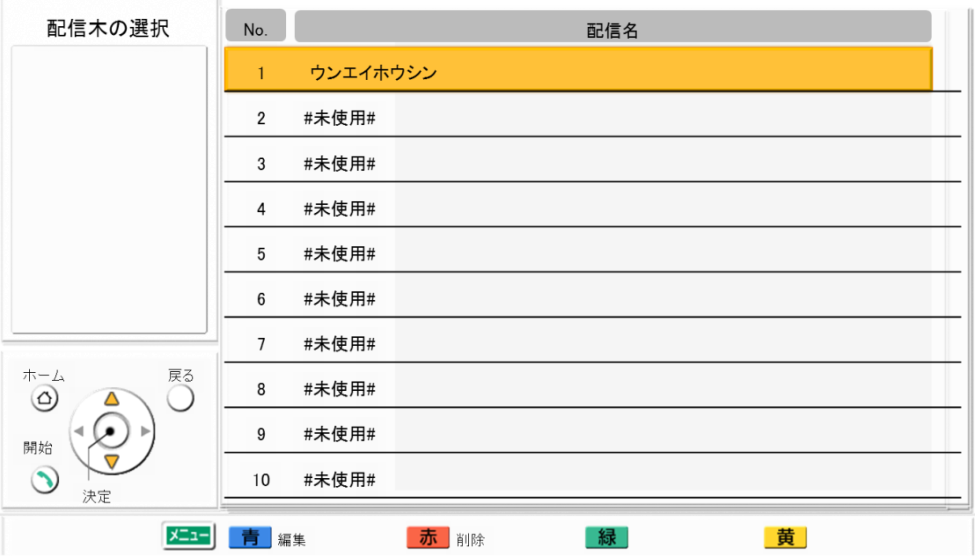 配信木の選択
No. 配信名
1 ウンエイホウシン
2 #未使用#
3 #未使用#
4 #未使用#
5 #未使用#
6 #未使用#
7 #未使用#
8 #未使用#
9 #未使用#
10 #未使用#
ホーム 戻る
開始
決定
メニュー 青 編集 赤 削除 緑 黄